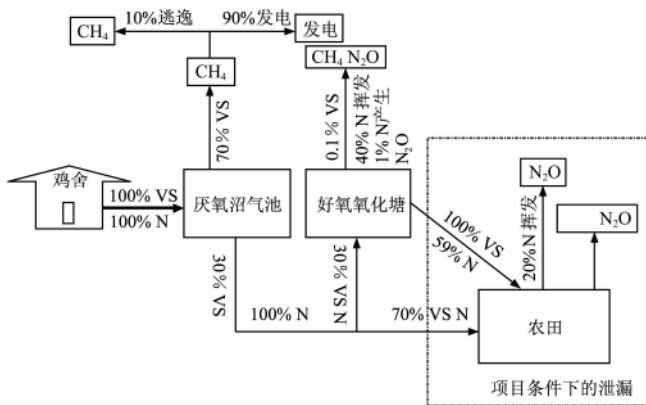 10%逃逸
90%发电
CH₄
发电
CH₄
CH₄ N₂O
70% VS
0.1% VS
40% N 挥发
1% N产生
N₂O
鸡舍
100% VS
100% N
厌氧沼气池
好氧氧化塘
N₂O
N₂O
20%N 挥发
100% VS
59% N
30% VS
100% N
30% VS N
70% VS N
农田
项目条件下的泄漏